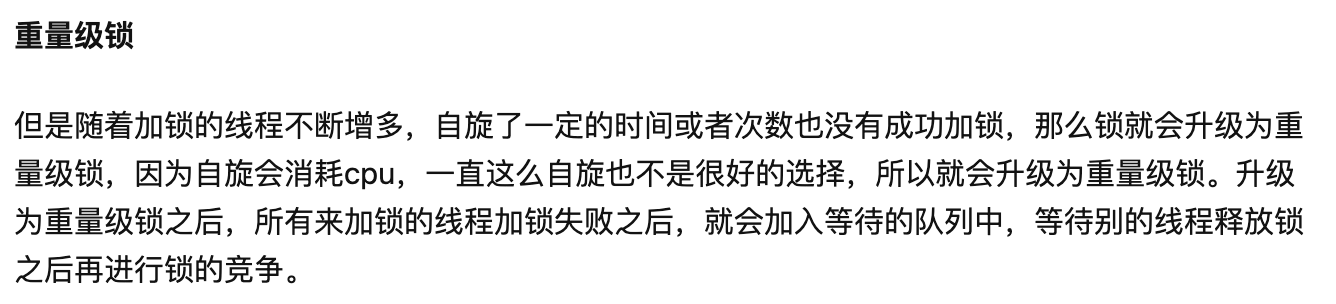 重量级锁
但是随着加锁的线程不断增多，自旋了一定的时间或者次数也没有成功加锁，那么锁就会升级为重
量级锁，因为自旋会消耗cpu，一直这么自旋也不是很好的选择，所以就会升级为重量级锁。升级
为重量级锁之后，所有来加锁的线程加锁失败之后，就会加入等待的队列中，等待别的线程释放锁
之后再进行锁的竞争。